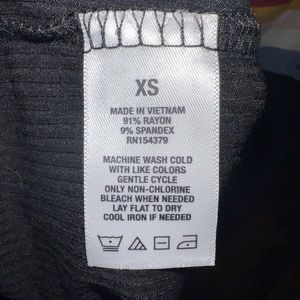 XS
MADE IN VIETNAM
91% RAYON
9% SPANDEX
RN154379
MACHINE WASH COLD
WITH LIKE COLORS
GENTLE CYCLE
ONLY NON-CHLORINE
BLEACH WHEN NEEDED
LAY FLAT TO DRY
COOL IRON IF NEEDED